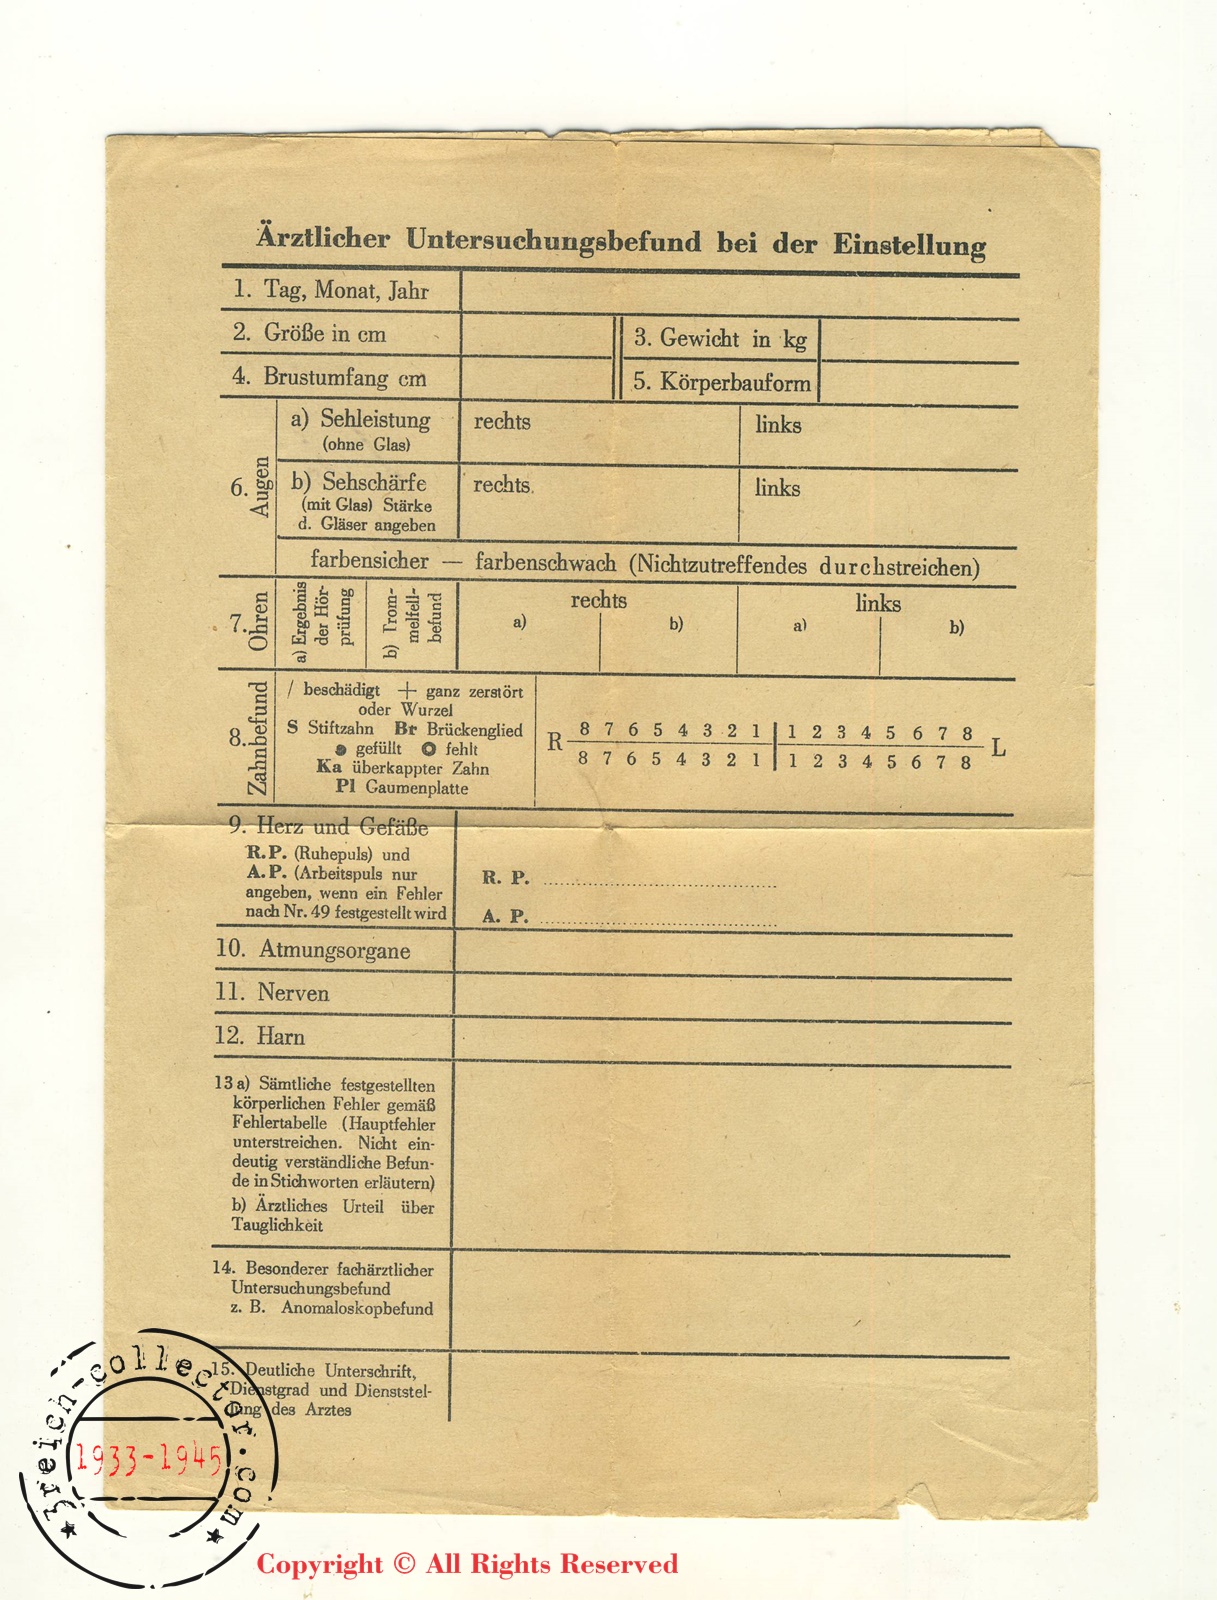 Ärztlicher Untersuchungsbefund bei der Einstellung
1. Tag, Monat, Jahr
2. Größe in cm
3. Gewicht in kg
4. Brustumfang cm
5. Körperbauform
6. Augen
a) Sehleistung
(ohne Glas)
rechts
links
b) Sehschärfe
(mit Glas) Stärke
d. Gläser angeben
rechts.
links
farbensicher — farbenschwach (Nichtzutreffendes durchstreichen)
7. Ohren
a) Ergebnis
der Hör-
prüfung
b) Trom-
melfell-
befund
rechts
a) b)
links
a) b)
8. Zahnbefund
/ beschädigt + ganz zerstört
oder Wurzel
S Stiftzahn Br Brückenglied
● gefüllt O fehlt
Ka überkappter Zahn
Pl Gaumenplatte
8 7 6 5 4 3 2 1 | 1 2 3 4 5 6 7 8
R L
8 7 6 5 4 3 2 1 | 1 2 3 4 5 6 7 8
9. Herz und Gefäße
R.P. (Ruhepuls) und
A.P. (Arbeitspuls nur
angeben, wenn ein Fehler
nach Nr. 49 festgestellt wird
R. P.
A. P.
10. Atmungsorgane
11. Nerven
12. Harn
13 a) Sämtliche festgestellten
körperlichen Fehler gemäß
Fehlertabelle (Hauptfehler
unterstreichen. Nicht ein-
deutig verständliche Befun-
de in Stichworten erläutern)
b) Ärztliches Urteil über
Tauglichkeit
14. Besonderer fachärztlicher
Untersuchungsbefund
z. B. Anomaloskopbefund
15. Deutliche Unterschrift,
Dienstgrad und Dienststel-
lung des Arztes
3reich-collector.com
1933-1945
Copyright © All Rights Reserved